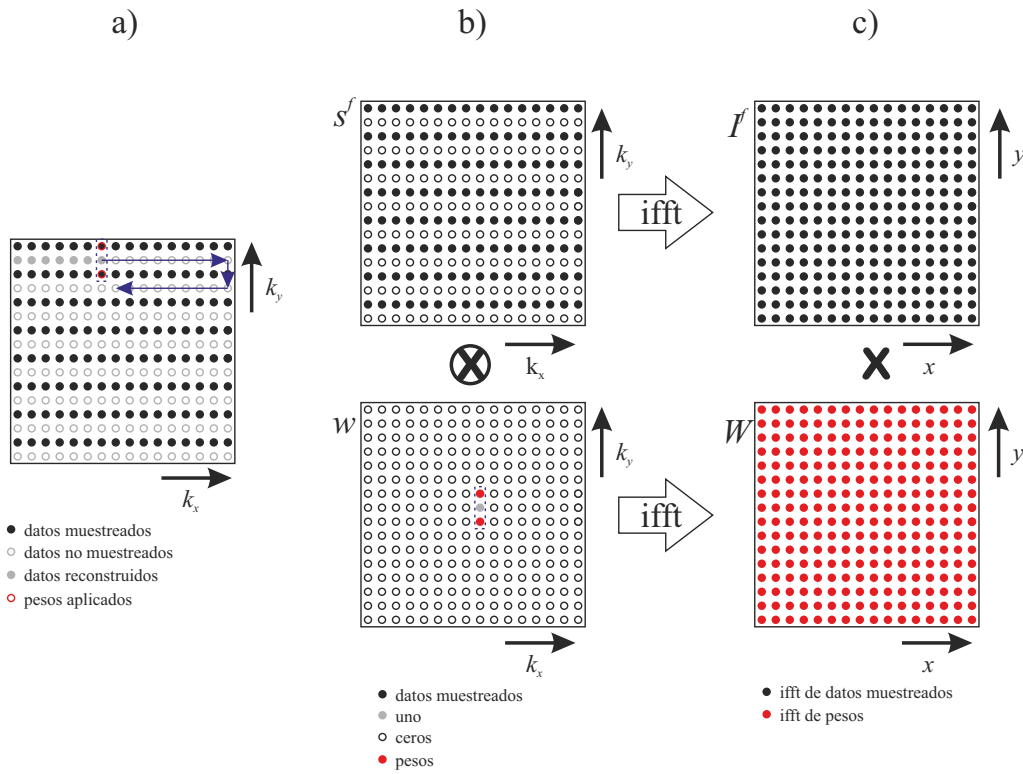 a)
b)
c)
k_y
k_x
datos muestreados
datos no muestreados
datos reconstruidos
pesos aplicados
s^f
k_y
ifft
k_x
w
k_y
ifft
k_x
datos muestreados
uno
ceros
pesos
I^f
y
x
W
y
x
ifft de datos muestreados
ifft de pesos